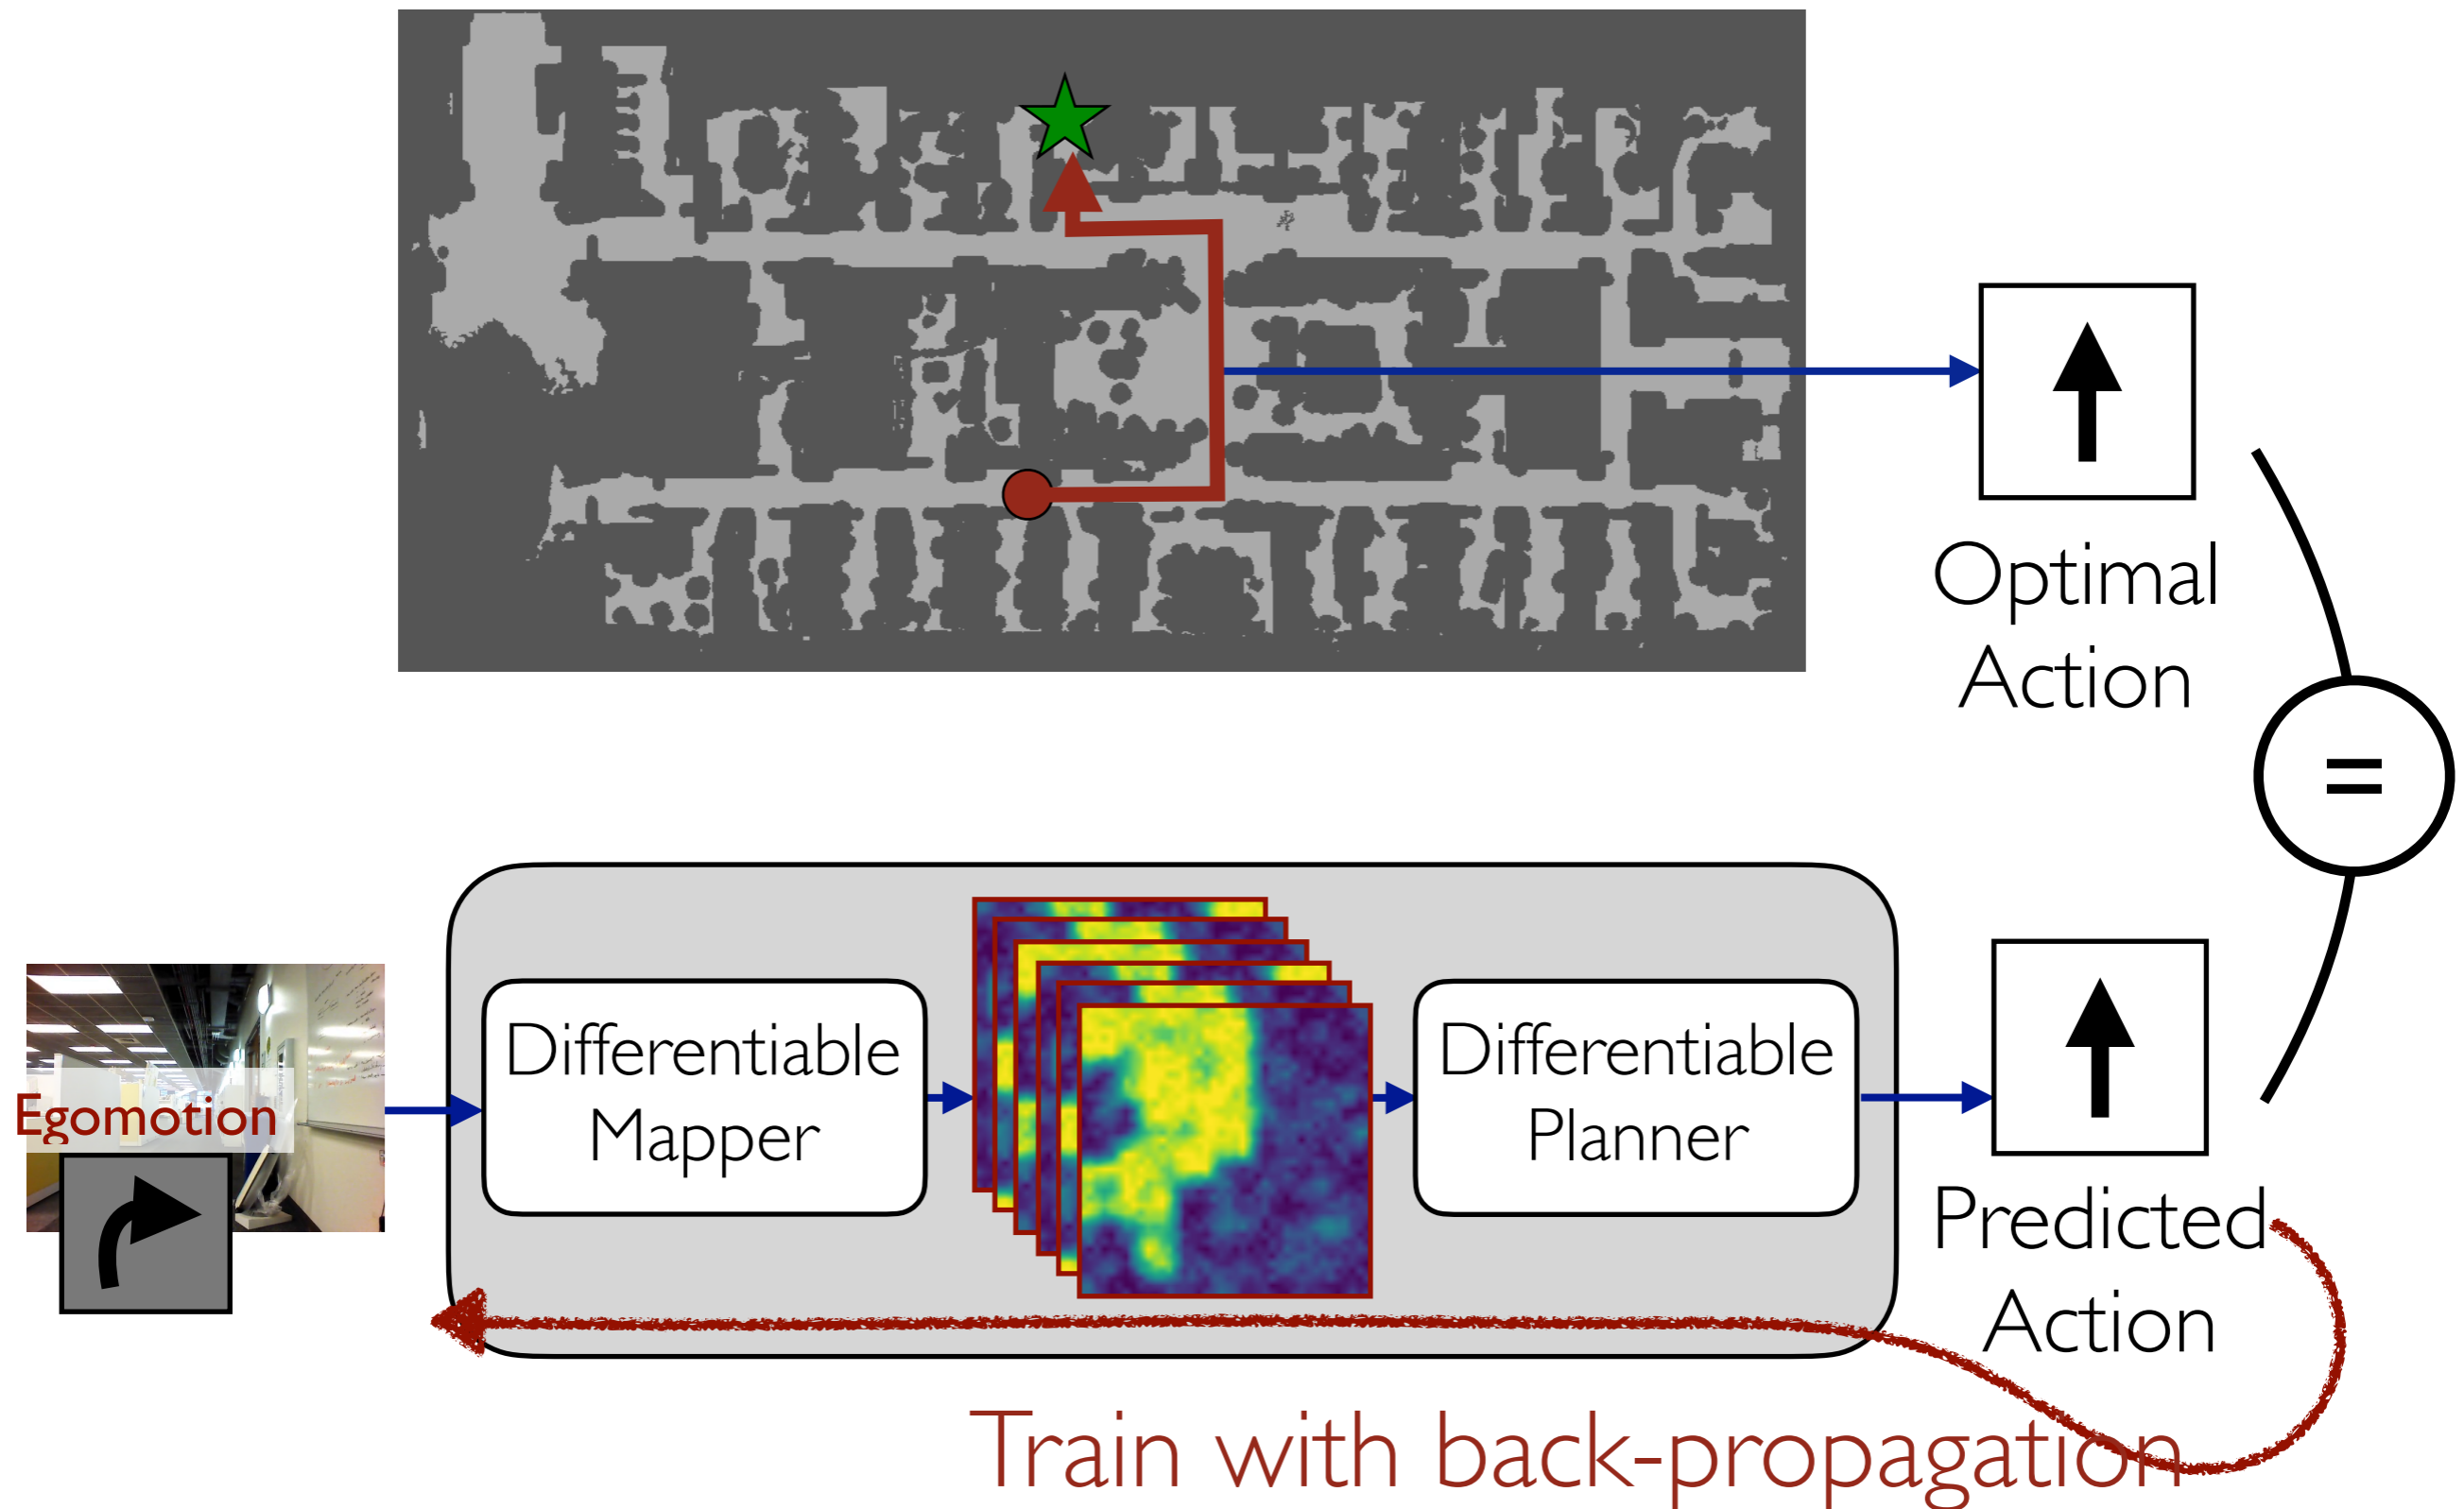 Optimal
Action
=
Egomotion
Differentiable
Mapper
Differentiable
Planner
Predicted
Action
Train with back-propagation